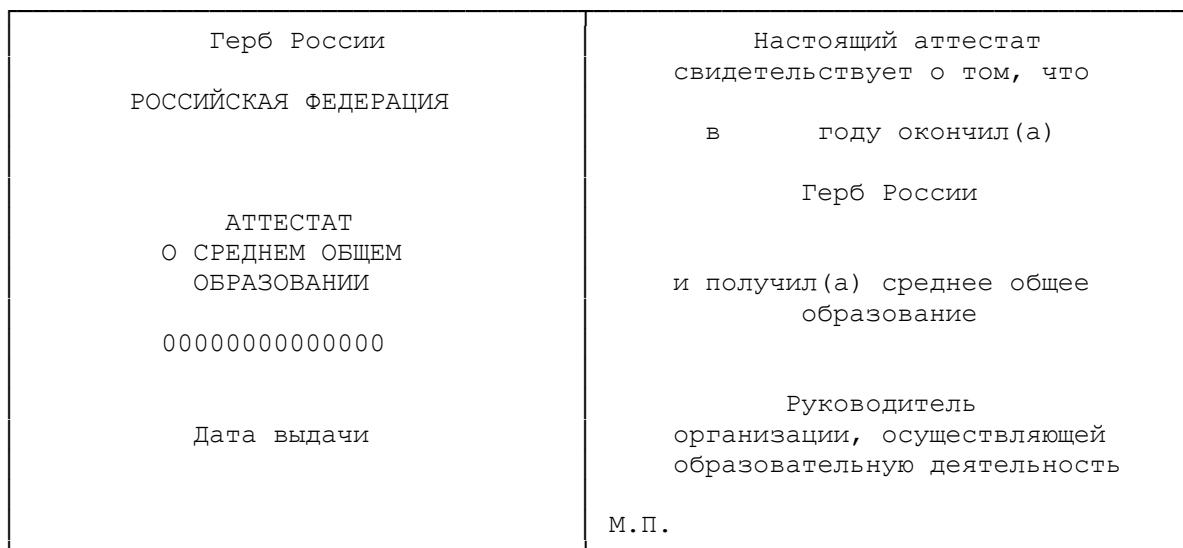 Герб России
РОССИЙСКАЯ ФЕДЕРАЦИЯ
АТТЕСТАТ
О СРЕДНЕМ ОБЩЕМ
ОБРАЗОВАНИИ
00000000000000
Дата выдачи
Настоящий аттестат
свидетельствует о том, что
в году окончил(а)
Герб России
и получил(а) среднее общее
образование
Руководитель
организации, осуществляющей
образовательную деятельность
М.П.